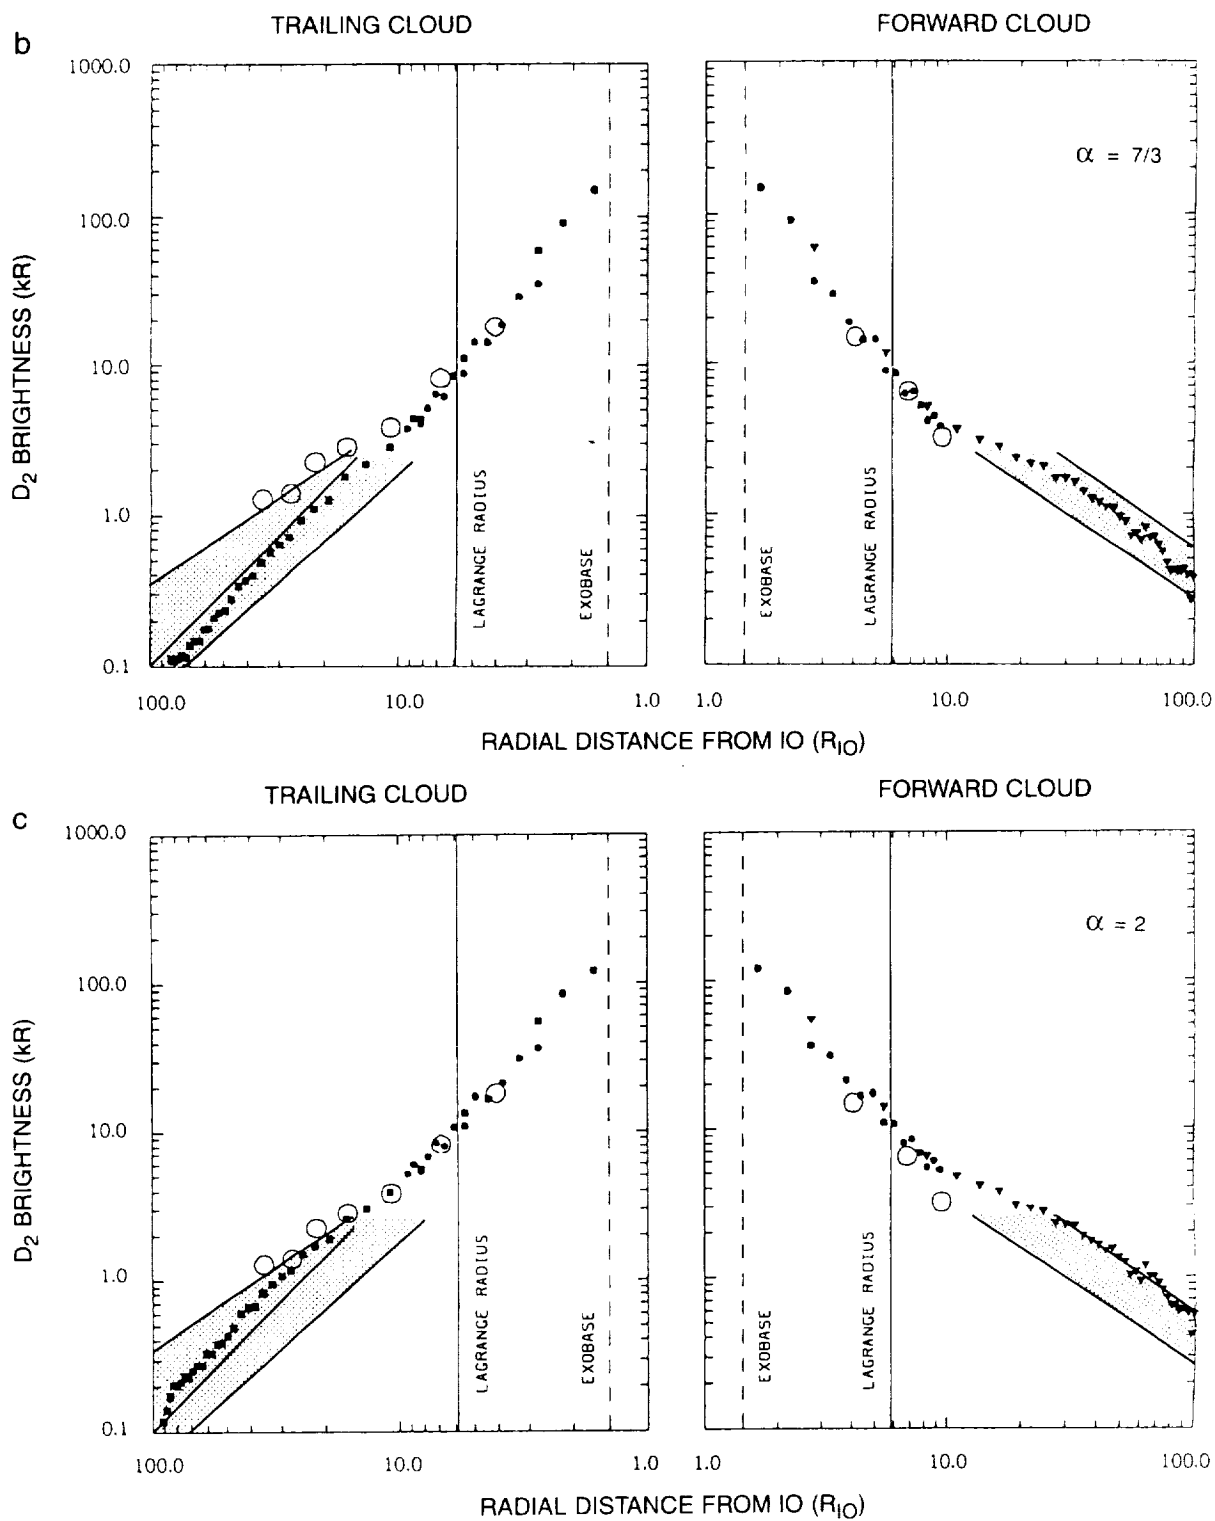 b
TRAILING CLOUD
FORWARD CLOUD
1000.0
100.0
10.0
1.0
0.1
D2 BRIGHTNESS (kR)
α = 7/3
LAGRANGE RADIUS
EXOBASE
EXOBASE
LAGRANGE RADIUS
100.0 10.0 1.0
1.0 10.0 100.0
RADIAL DISTANCE FROM IO (RIO)
c
TRAILING CLOUD
FORWARD CLOUD
1000.0
100.0
10.0
1.0
0.1
D2 BRIGHTNESS (kR)
α = 2
LAGRANGE RADIUS
EXOBASE
EXOBASE
LAGRANGE RADIUS
100.0 10.0 1.0
1.0 10.0 100.0
RADIAL DISTANCE FROM IO (RIO)